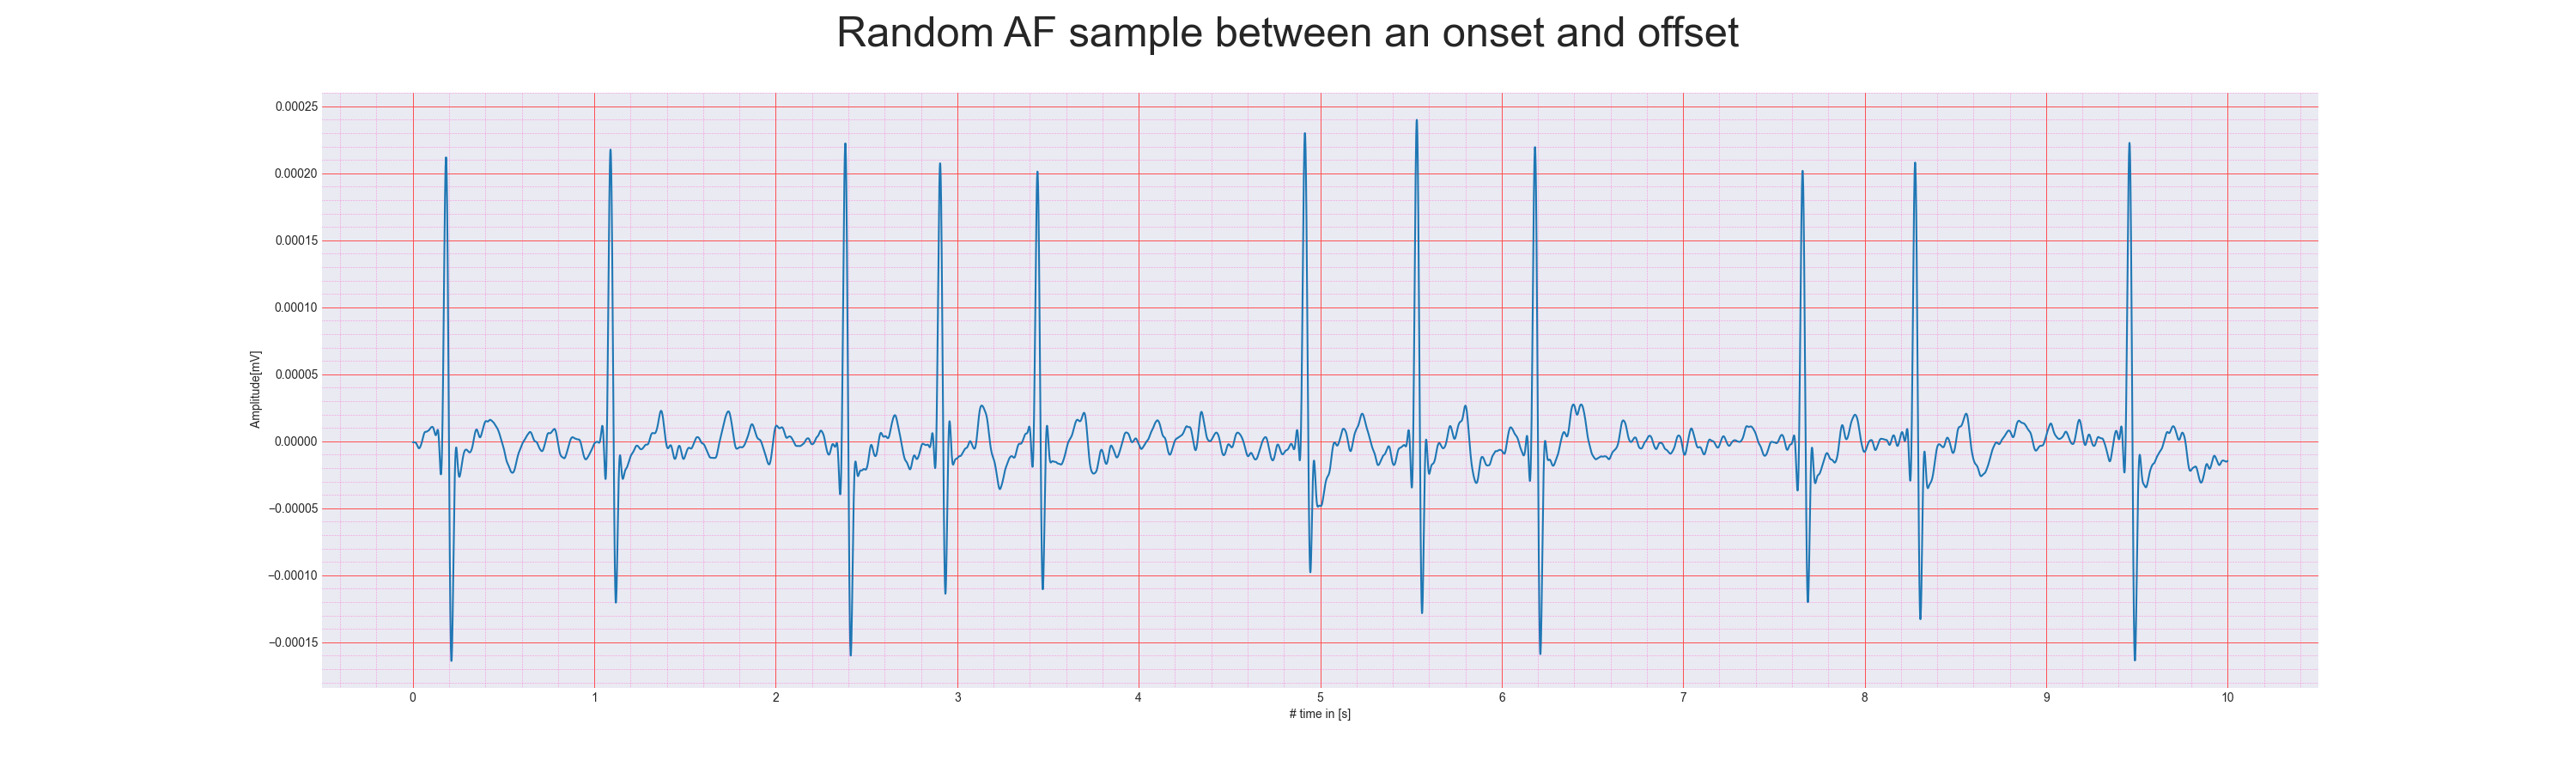 Random AF sample between an onset and offset
0.00025
0.00020
0.00015
0.00010
0.00005
0.00000
−0.00005
−0.00010
−0.00015
Amplitude[mV]
0 1 2 3 4 5 6 7 8 9 10
# time in [s]